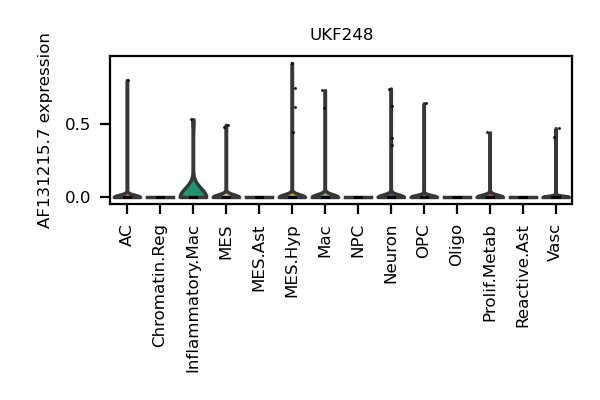 UKF248
AF131215.7 expression
0.5
0.0
AC
Chromatin.Reg
Inflammatory.Mac
MES
MES.Ast
MES.Hyp
Mac
NPC
Neuron
OPC
Oligo
Prolif.Metab
Reactive.Ast
Vasc